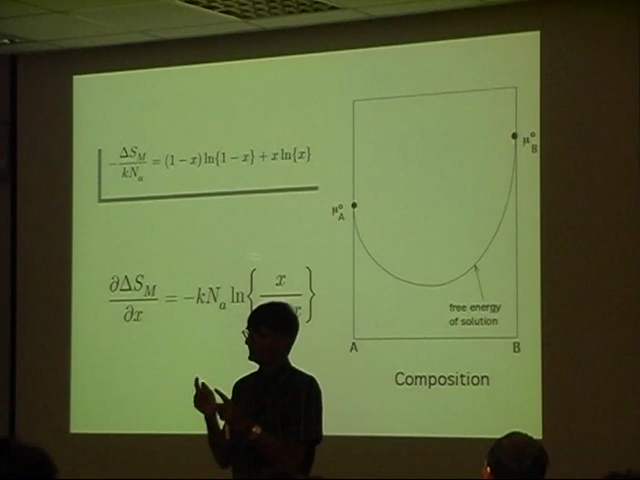 -ΔS_M/kN_a = (1−x) ln{1−x} + x ln{x}
∂ΔS_M/∂x = −kN_a ln{x/ x}
μ°_A
μ°_B
free energy
of solution
A
B
Composition